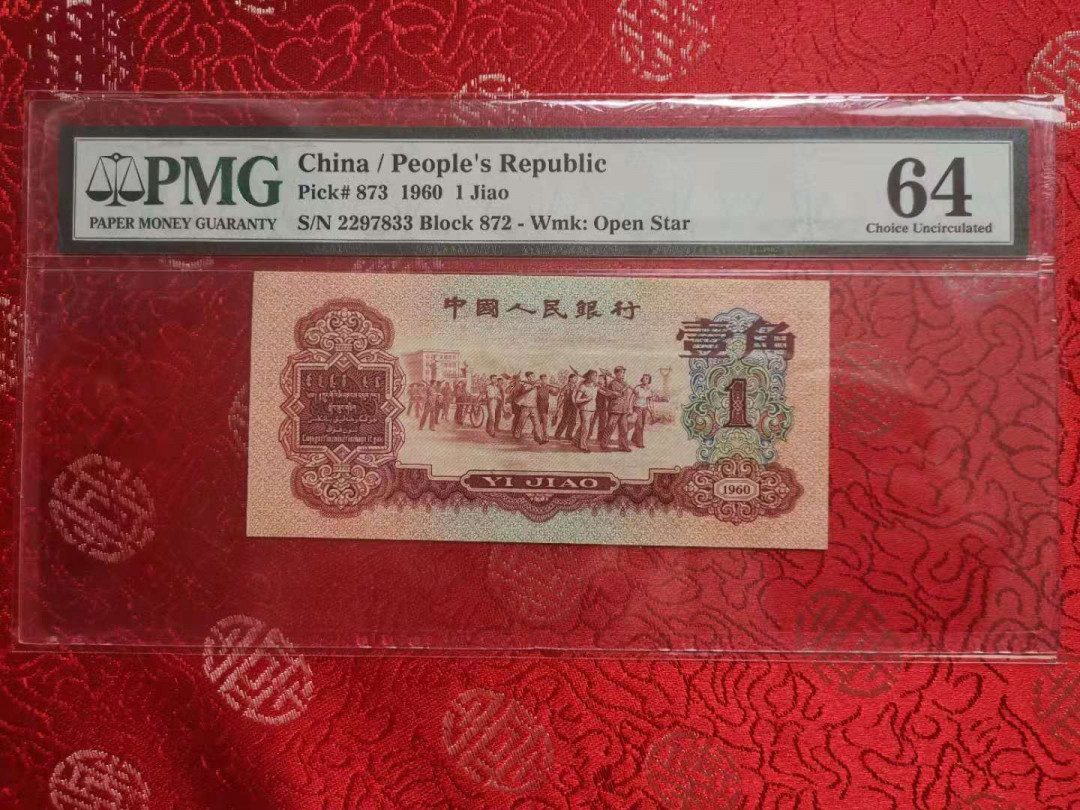 PMG
PAPER MONEY GUARANTY
China / People's Republic
Pick# 873 1960 1 Jiao
S/N 2297833 Block 872 - Wmk: Open Star
64
Choice Uncirculated
中國人民銀行
壹角
1
YI JIAO
1960